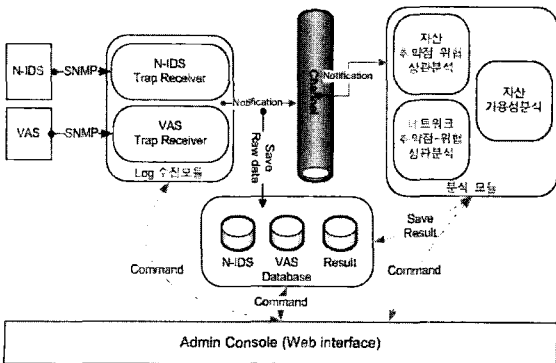 N-IDS
SNMP
N-IDS
Trap Receiver
VAS
SNMP
VAS
Trap Receiver
Log 수집모듈
Notification
Channel
Notification
자산
취약점-위협
상관분석
네트워크
취약점-위협
상관분석
자산
가용성분석
분석 모듈
Save
Raw data
N-IDS
VAS
Result
Database
Save
Result
Command
Command
Command
Admin Console (Web interface)